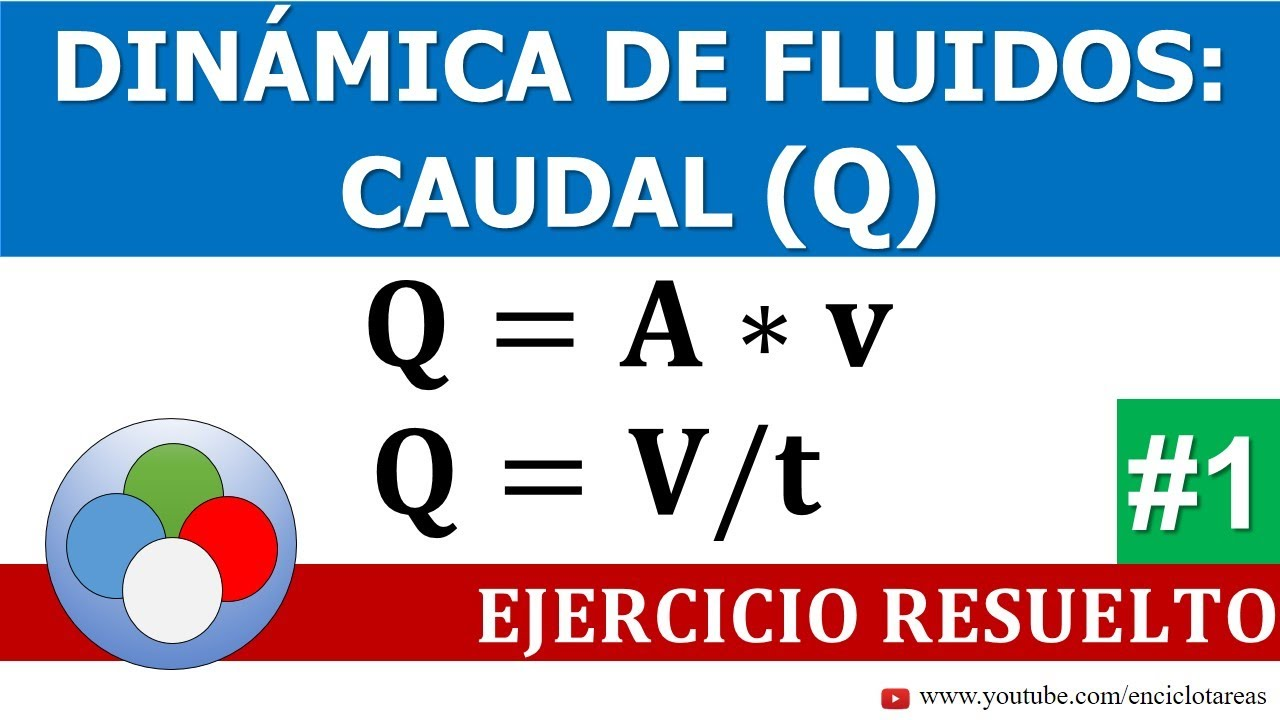 DINÁMICA DE FLUIDOS:
CAUDAL (Q)
Q = A * v
Q = V/t
#1
EJERCICIO RESUELTO
www.youtube.com/enciclotareas